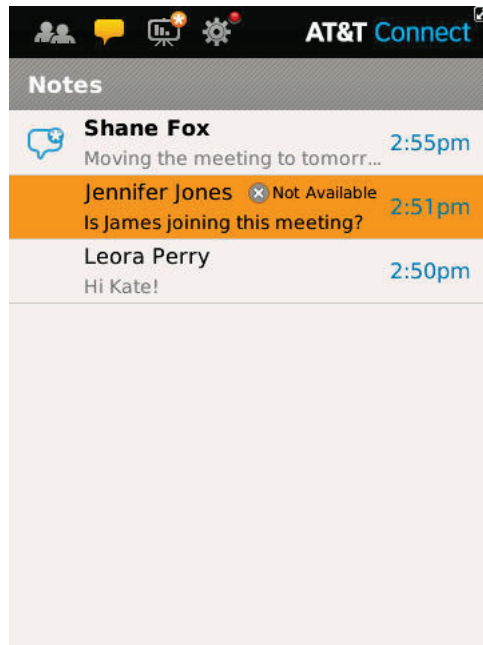 AT&T Connect
Notes
Shane Fox
2:55pm
Moving the meeting to tomorr...
Jennifer Jones Not Available
2:51pm
Is James joining this meeting?
Leora Perry
2:50pm
Hi Kate!